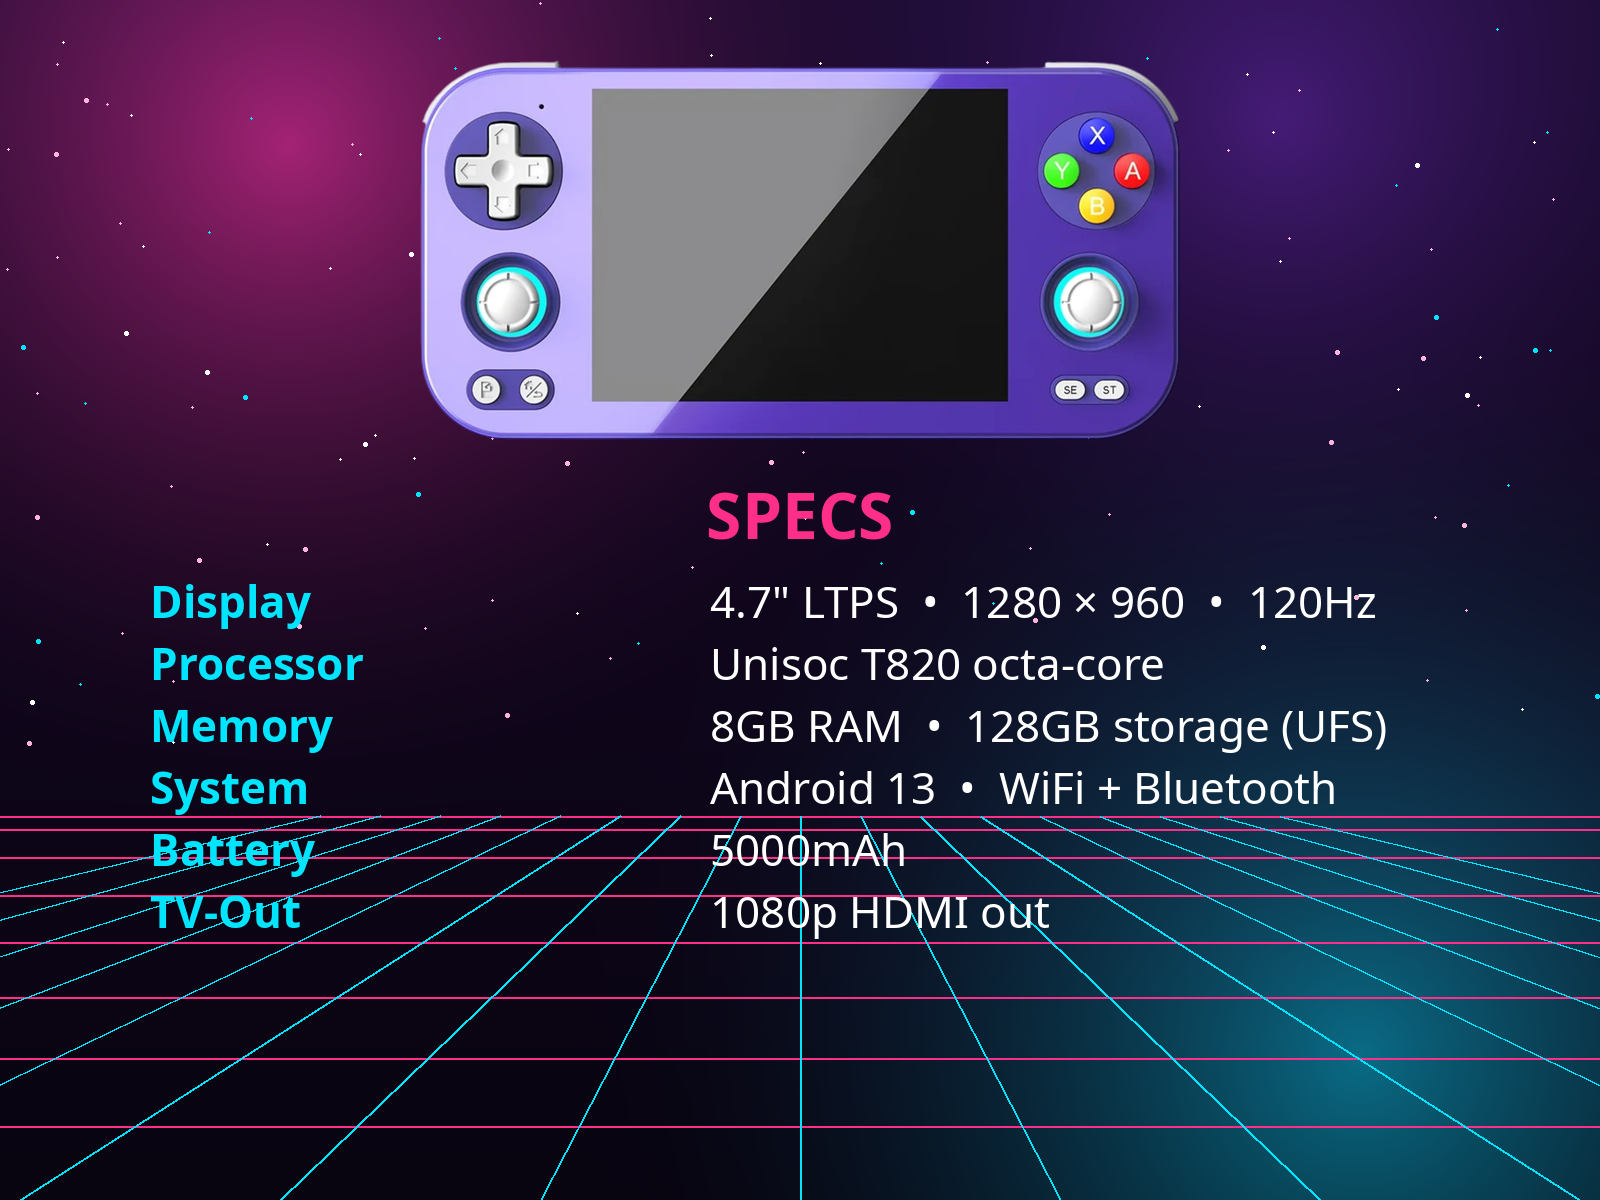 X
Y A
B
SE ST
SPECS
Display 4.7" LTPS • 1280 × 960 • 120Hz
Processor Unisoc T820 octa-core
Memory 8GB RAM • 128GB storage (UFS)
System Android 13 • WiFi + Bluetooth
Battery 5000mAh
TV-Out 1080p HDMI out